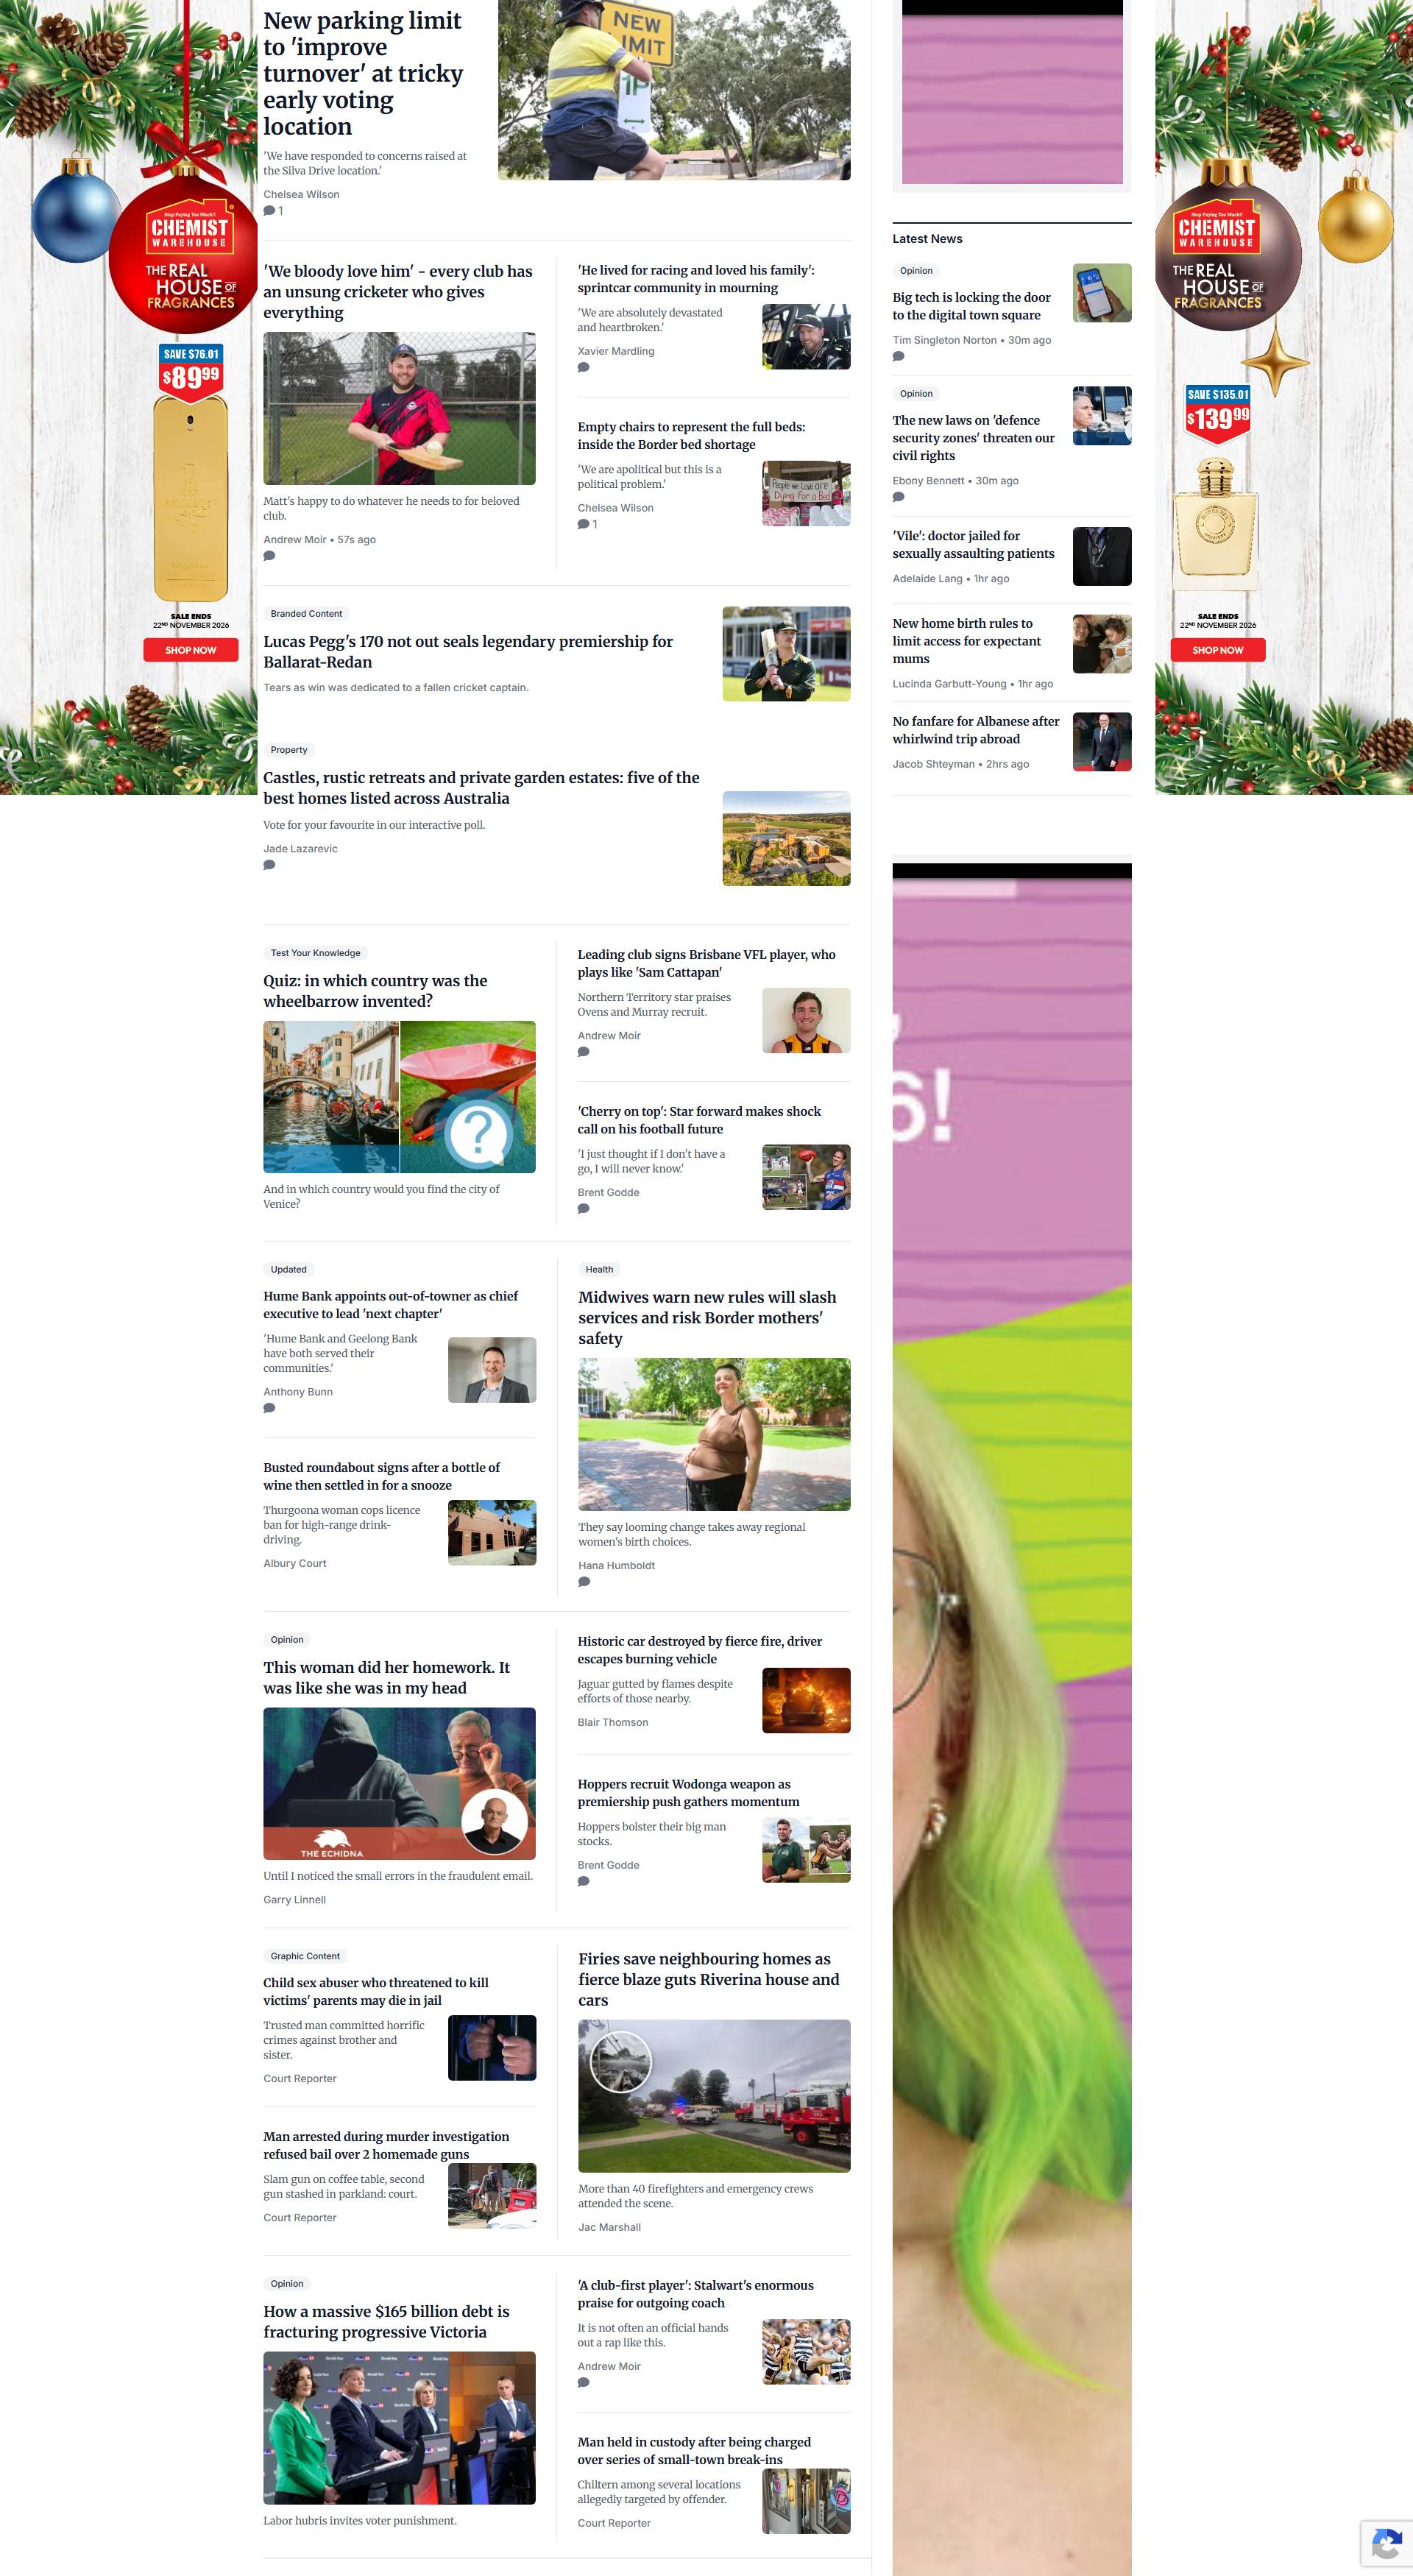 New parking limit
to 'improve
turnover' at tricky
early voting
location
'We have responded to concerns raised at
the Silva Drive location.'
Chelsea Wilson
1
NEW
LIMIT
1P
'We bloody love him' - every club has
an unsung cricketer who gives
everything
Matt's happy to do whatever he needs to for beloved
club.
Andrew Moir • 57s ago
'He lived for racing and loved his family':
sprintcar community in mourning
'We are absolutely devastated
and heartbroken.'
Xavier Mardling
Empty chairs to represent the full beds:
inside the Border bed shortage
'We are apolitical but this is a
political problem.'
Chelsea Wilson
1
People we Love are
Dying For a bed
Branded Content
Lucas Pegg's 170 not out seals legendary premiership for
Ballarat-Redan
Tears as win was dedicated to a fallen cricket captain.
Property
Castles, rustic retreats and private garden estates: five of the
best homes listed across Australia
Vote for your favourite in our interactive poll.
Jade Lazarevic
Test Your Knowledge
Quiz: in which country was the
wheelbarrow invented?
?
And in which country would you find the city of
Venice?
Leading club signs Brisbane VFL player, who
plays like 'Sam Cattapan'
Northern Territory star praises
Ovens and Murray recruit.
Andrew Moir
'Cherry on top': Star forward makes shock
call on his football future
'I just thought if I don't have a
go, I will never know.'
Brent Godde
Updated
Hume Bank appoints out-of-towner as chief
executive to lead 'next chapter'
'Hume Bank and Geelong Bank
have both served their
communities.'
Anthony Bunn
Busted roundabout signs after a bottle of
wine then settled in for a snooze
Thurgoona woman cops licence
ban for high-range drink-
driving.
Albury Court
Health
Midwives warn new rules will slash
services and risk Border mothers'
safety
They say looming change takes away regional
women's birth choices.
Hana Humboldt
Opinion
This woman did her homework. It
was like she was in my head
THE ECHIDNA
Until I noticed the small errors in the fraudulent email.
Garry Linnell
Historic car destroyed by fierce fire, driver
escapes burning vehicle
Jaguar gutted by flames despite
efforts of those nearby.
Blair Thomson
Hoppers recruit Wodonga weapon as
premiership push gathers momentum
Hoppers bolster their big man
stocks.
Brent Godde
Graphic Content
Child sex abuser who threatened to kill
victims' parents may die in jail
Trusted man committed horrific
crimes against brother and
sister.
Court Reporter
Man arrested during murder investigation
refused bail over 2 homemade guns
Slam gun on coffee table, second
gun stashed in parkland: court.
Court Reporter
Firies save neighbouring homes as
fierce blaze guts Riverina house and
cars
More than 40 firefighters and emergency crews
attended the scene.
Jac Marshall
Opinion
How a massive $165 billion debt is
fracturing progressive Victoria
Labor hubris invites voter punishment.
'A club-first player': Stalwart's enormous
praise for outgoing coach
It is not often an official hands
out a rap like this.
Andrew Moir
Man held in custody after being charged
over series of small-town break-ins
Chiltern among several locations
allegedly targeted by offender.
Court Reporter
Latest News
Opinion
Big tech is locking the door
to the digital town square
Tim Singleton Norton • 30m ago
Opinion
The new laws on 'defence
security zones' threaten our
civil rights
Ebony Bennett • 30m ago
'Vile': doctor jailed for
sexually assaulting patients
Adelaide Lang • 1hr ago
New home birth rules to
limit access for expectant
mums
Lucinda Garbutt-Young • 1hr ago
No fanfare for Albanese after
whirlwind trip abroad
Jacob Shteyman • 2hrs ago
6!
Stop Paying Too Much!!
CHEMIST
WAREHOUSE
THE REAL
HOUSE OF
FRAGRANCES
SAVE $76.01
$89.99
SALE ENDS
22ND NOVEMBER 2026
SHOP NOW
Stop Paying Too Much!!
CHEMIST
WAREHOUSE
THE REAL
HOUSE OF
FRAGRANCES
SAVE $135.01
$139.99
SALE ENDS
22ND NOVEMBER 2026
SHOP NOW